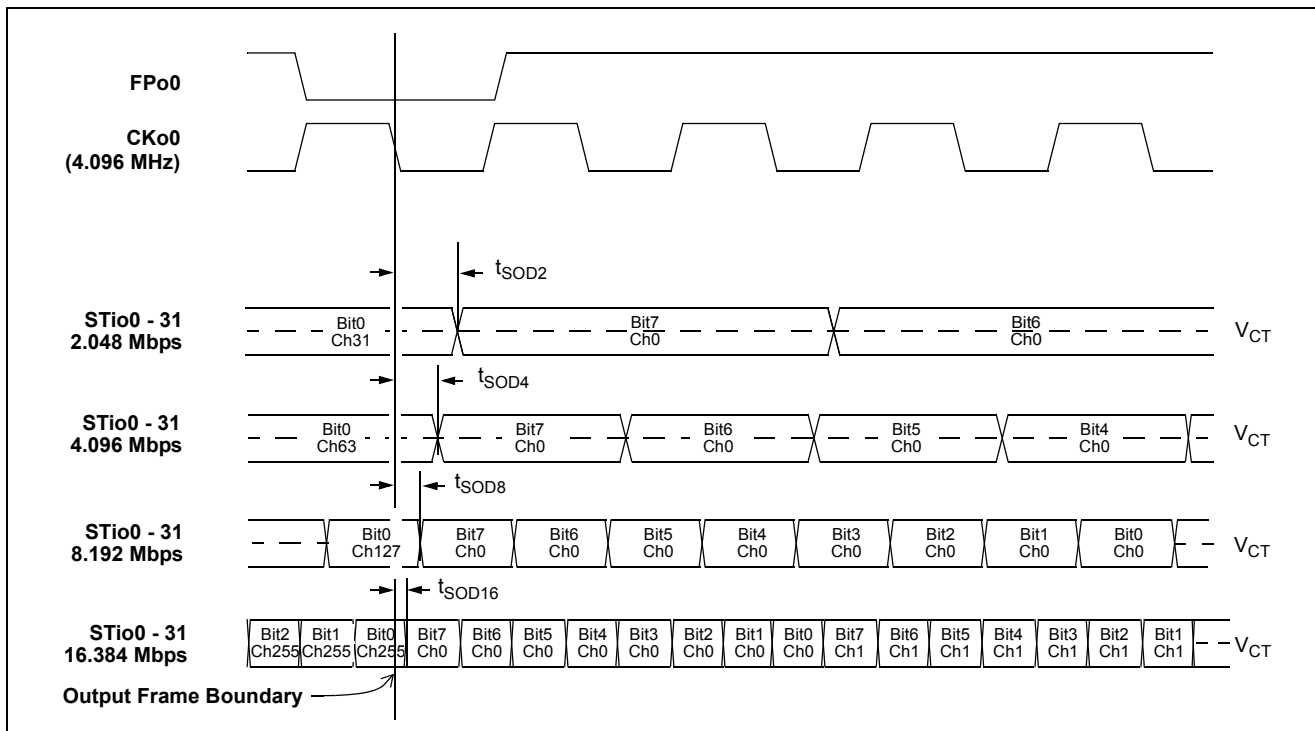 FPo0
CKo0
(4.096 MHz)
tSOD2
STio0 - 31
2.048 Mbps
Bit0
Ch31
Bit7
Ch0
Bit6
Ch0
VCT
tSOD4
STio0 - 31
4.096 Mbps
Bit0
Ch63
Bit7
Ch0
Bit6
Ch0
Bit5
Ch0
Bit4
Ch0
VCT
tSOD8
STio0 - 31
8.192 Mbps
Bit0
Ch127
Bit7
Ch0
Bit6
Ch0
Bit5
Ch0
Bit4
Ch0
Bit3
Ch0
Bit2
Ch0
Bit1
Ch0
Bit0
Ch0
VCT
tSOD16
STio0 - 31
16.384 Mbps
Bit2
Ch255
Bit1
Ch255
Bit0
Ch255
Bit7
Ch0
Bit6
Ch0
Bit5
Ch0
Bit4
Ch0
Bit3
Ch0
Bit2
Ch0
Bit1
Ch0
Bit0
Ch0
Bit7
Ch1
Bit6
Ch1
Bit5
Ch1
Bit4
Ch1
Bit3
Ch1
Bit2
Ch1
Bit1
Ch1
VCT
Output Frame Boundary